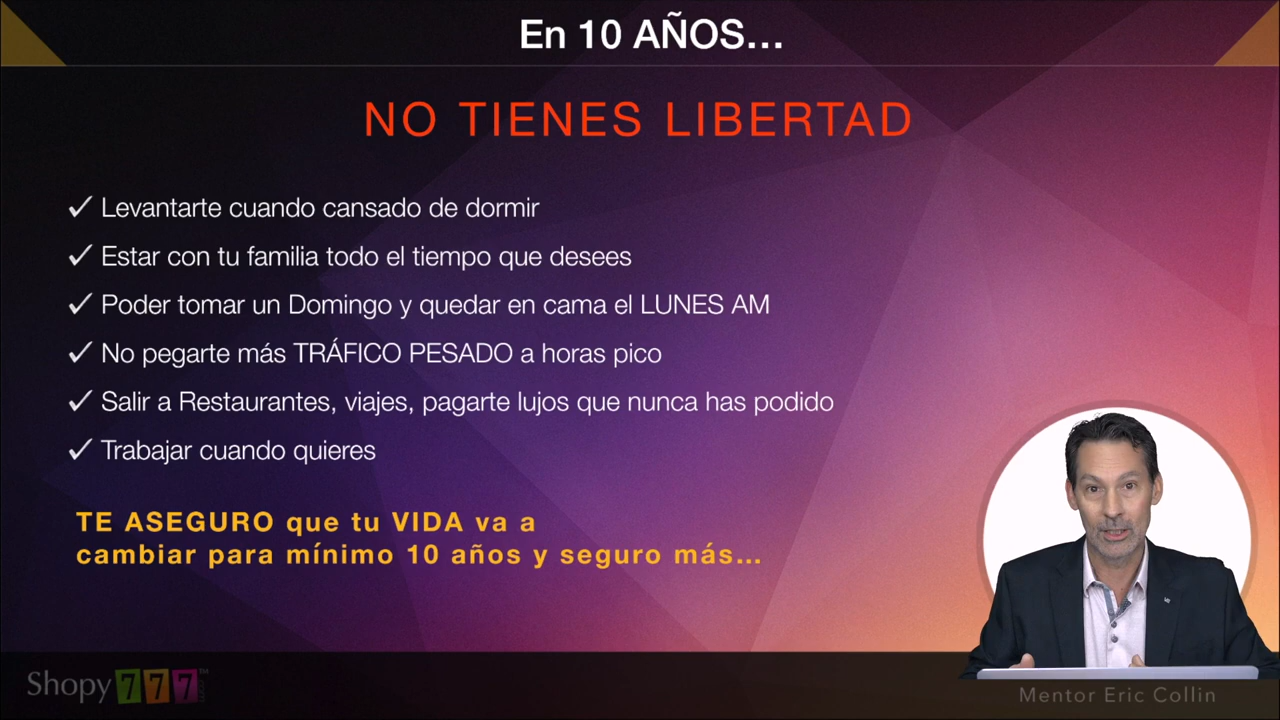 En 10 AÑOS...
NO TIENES LIBERTAD
✓ Levantarte cuando cansado de dormir
✓ Estar con tu familia todo el tiempo que desees
✓ Poder tomar un Domingo y quedar en cama el LUNES AM
✓ No pegarte más TRÁFICO PESADO a horas pico
✓ Salir a Restaurantes, viajes, pagarte lujos que nunca has podido
✓ Trabajar cuando quieres
TE ASEGURO que tu VIDA va a
cambiar para mínimo 10 años y seguro más...
Shopy 777™
Mentor Eric Collin